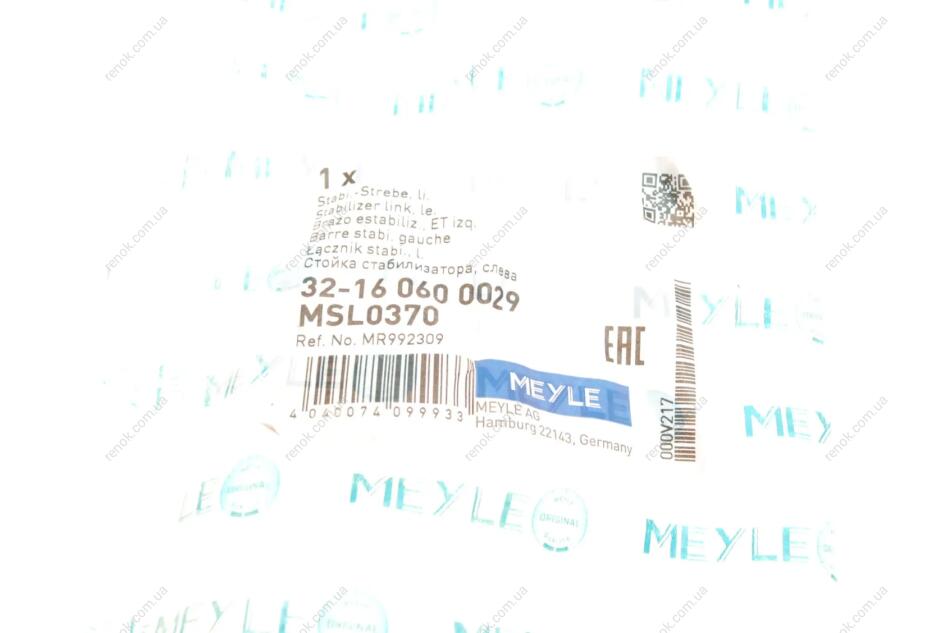 1 x
Stabi.-Strebe, li.
Stabilizer link, le.
Brazo estabiliz., ET izq.
Barre stabi. gauche
Łącznik stabi., l.
Стойка стабилизатора, слева
32-16 060 0029
MSL0370
Ref. No. MR992309
EAC
4 040074 099933
MEYLE
MEYLE AG
Hamburg 22143, Germany
000V217
MEYLE
MEYLE ORIGINAL
MEYLE
renok.com.ua